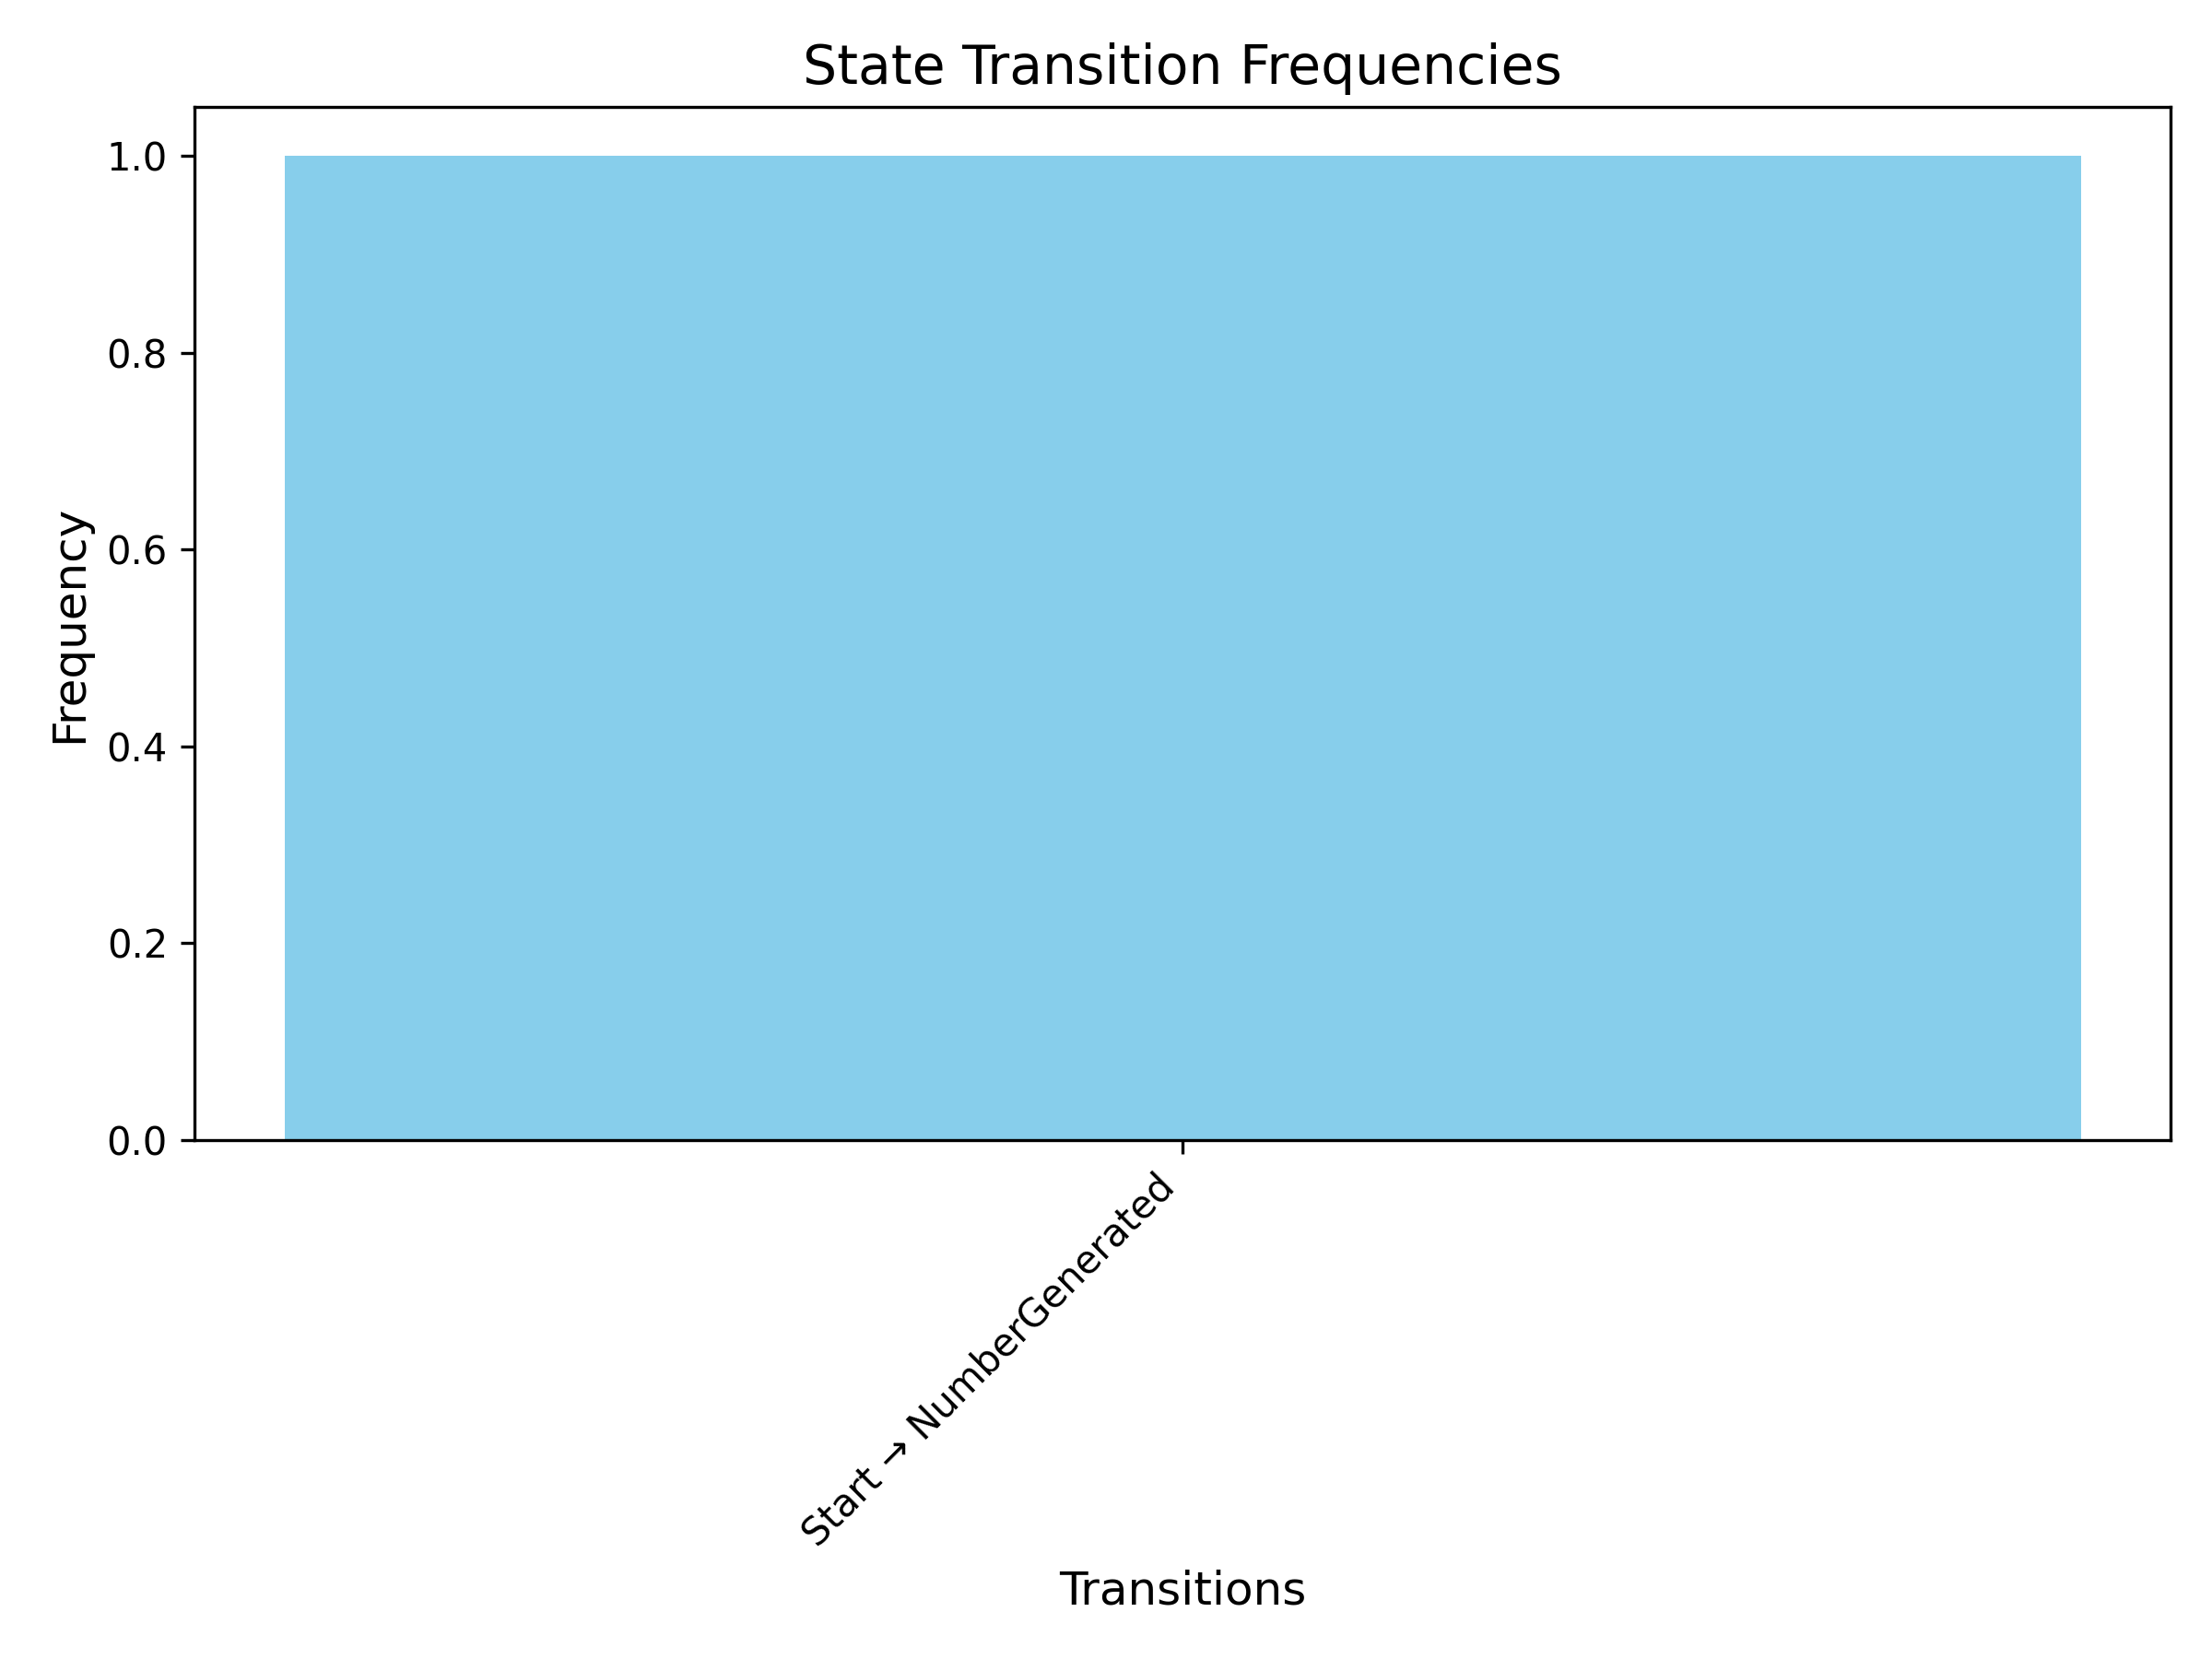 State Transition Frequencies
Frequency
1.0
0.8
0.6
0.4
0.2
0.0
Start → NumberGenerated
Transitions